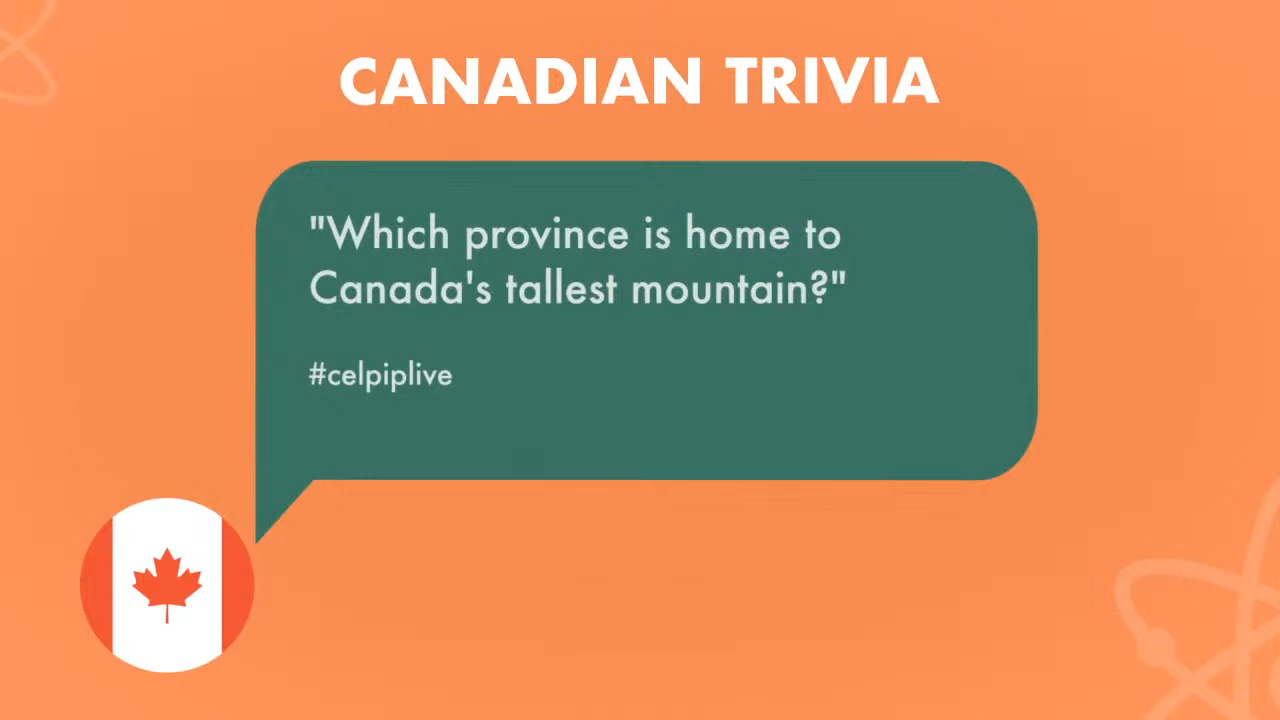 CANADIAN TRIVIA
"Which province is home to
Canada's tallest mountain?"
#celpiplive